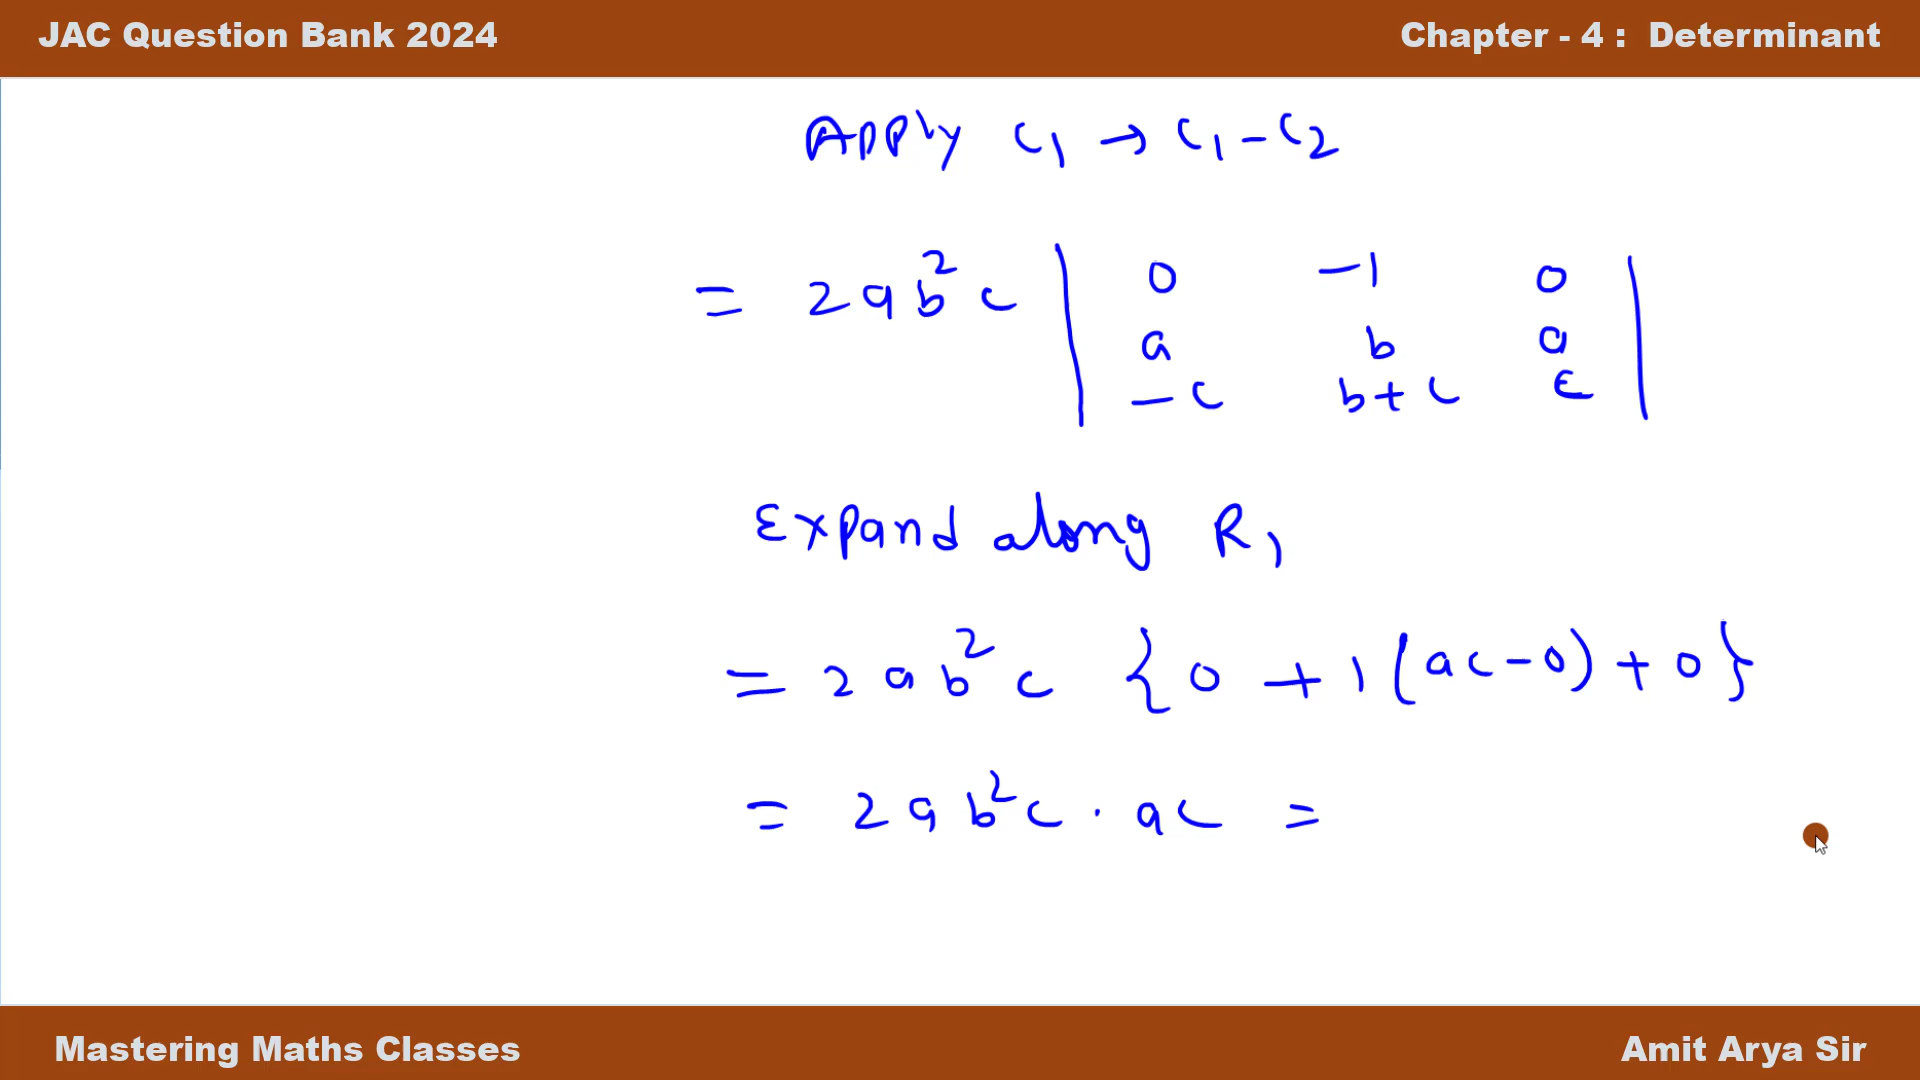 JAC Question Bank 2024
Chapter - 4 : Determinant
Apply C₁ → C₁ - C₂
= 2ab²c | 0 -1 0 |
a b a
-c b+c c
Expand along R₁
= 2ab²c {0 + 1(ac-0) + 0}
= 2ab²c · ac =
Mastering Maths Classes
Amit Arya Sir